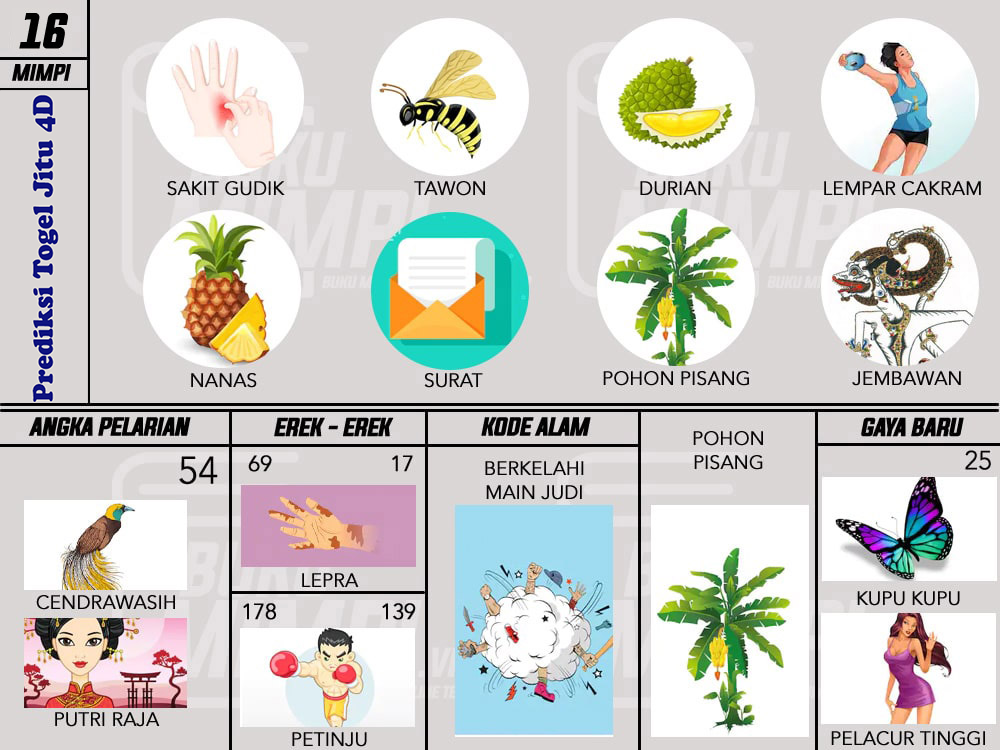 16
MIMPI
Prediksi Togel Jitu 4D
SAKIT GUDIK
TAWON
DURIAN
LEMPAR CAKRAM
NANAS
SURAT
POHON PISANG
JEMBAWAN
ANGKA PELARIAN
54
CENDRAWASIH
PUTRI RAJA
EREK - EREK
69 17
LEPRA
178 139
PETINJU
KODE ALAM
BERKELAHI
MAIN JUDI
POHON
PISANG
GAYA BARU
25
KUPU KUPU
PELACUR TINGGI